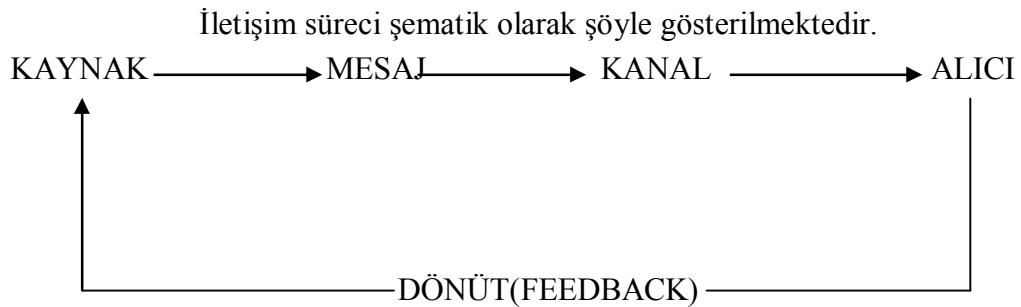 İletişim süreci şematik olarak şöyle gösterilmektedir.
KAYNAK MESAJ KANAL ALICI
DÖNÜT(FEEDBACK)